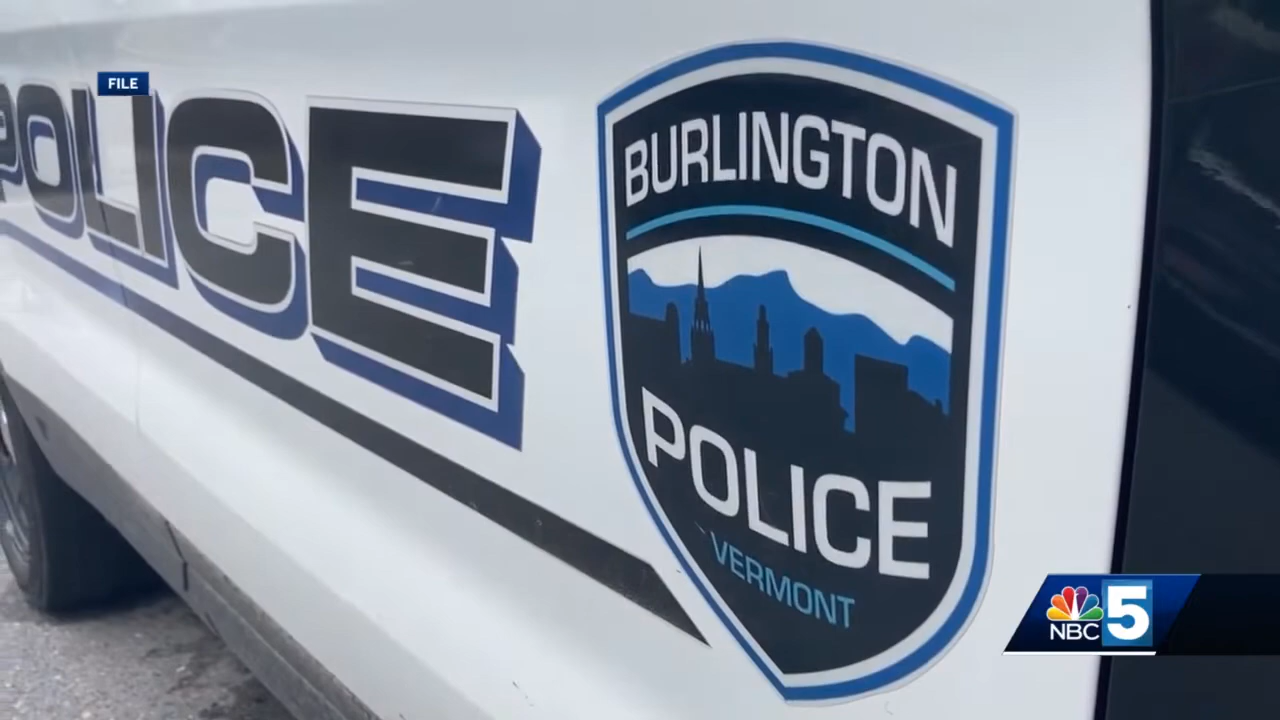 FILE
POLICE
BURLINGTON
POLICE
VERMONT
NBC 5